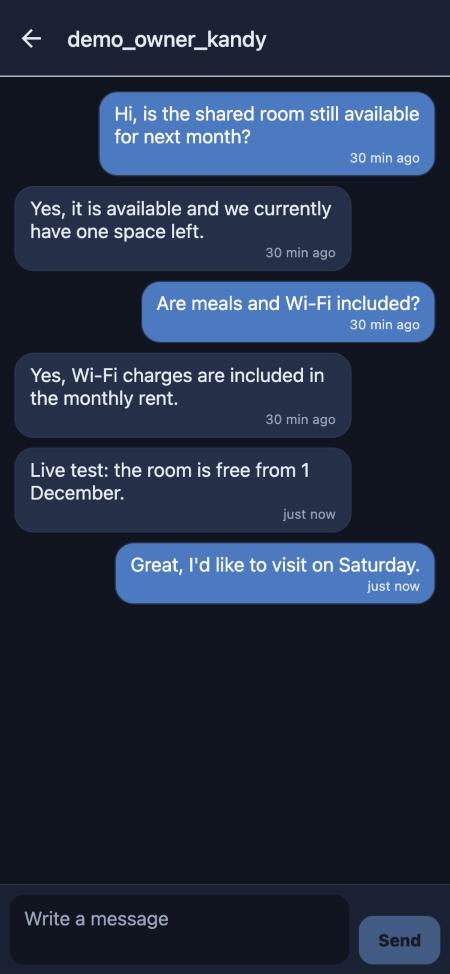 demo_owner_kandy
Hi, is the shared room still available
for next month?
30 min ago
Yes, it is available and we currently
have one space left.
30 min ago
Are meals and Wi-Fi included?
30 min ago
Yes, Wi-Fi charges are included in
the monthly rent.
30 min ago
Live test: the room is free from 1
December.
just now
Great, I'd like to visit on Saturday.
just now
Write a message
Send